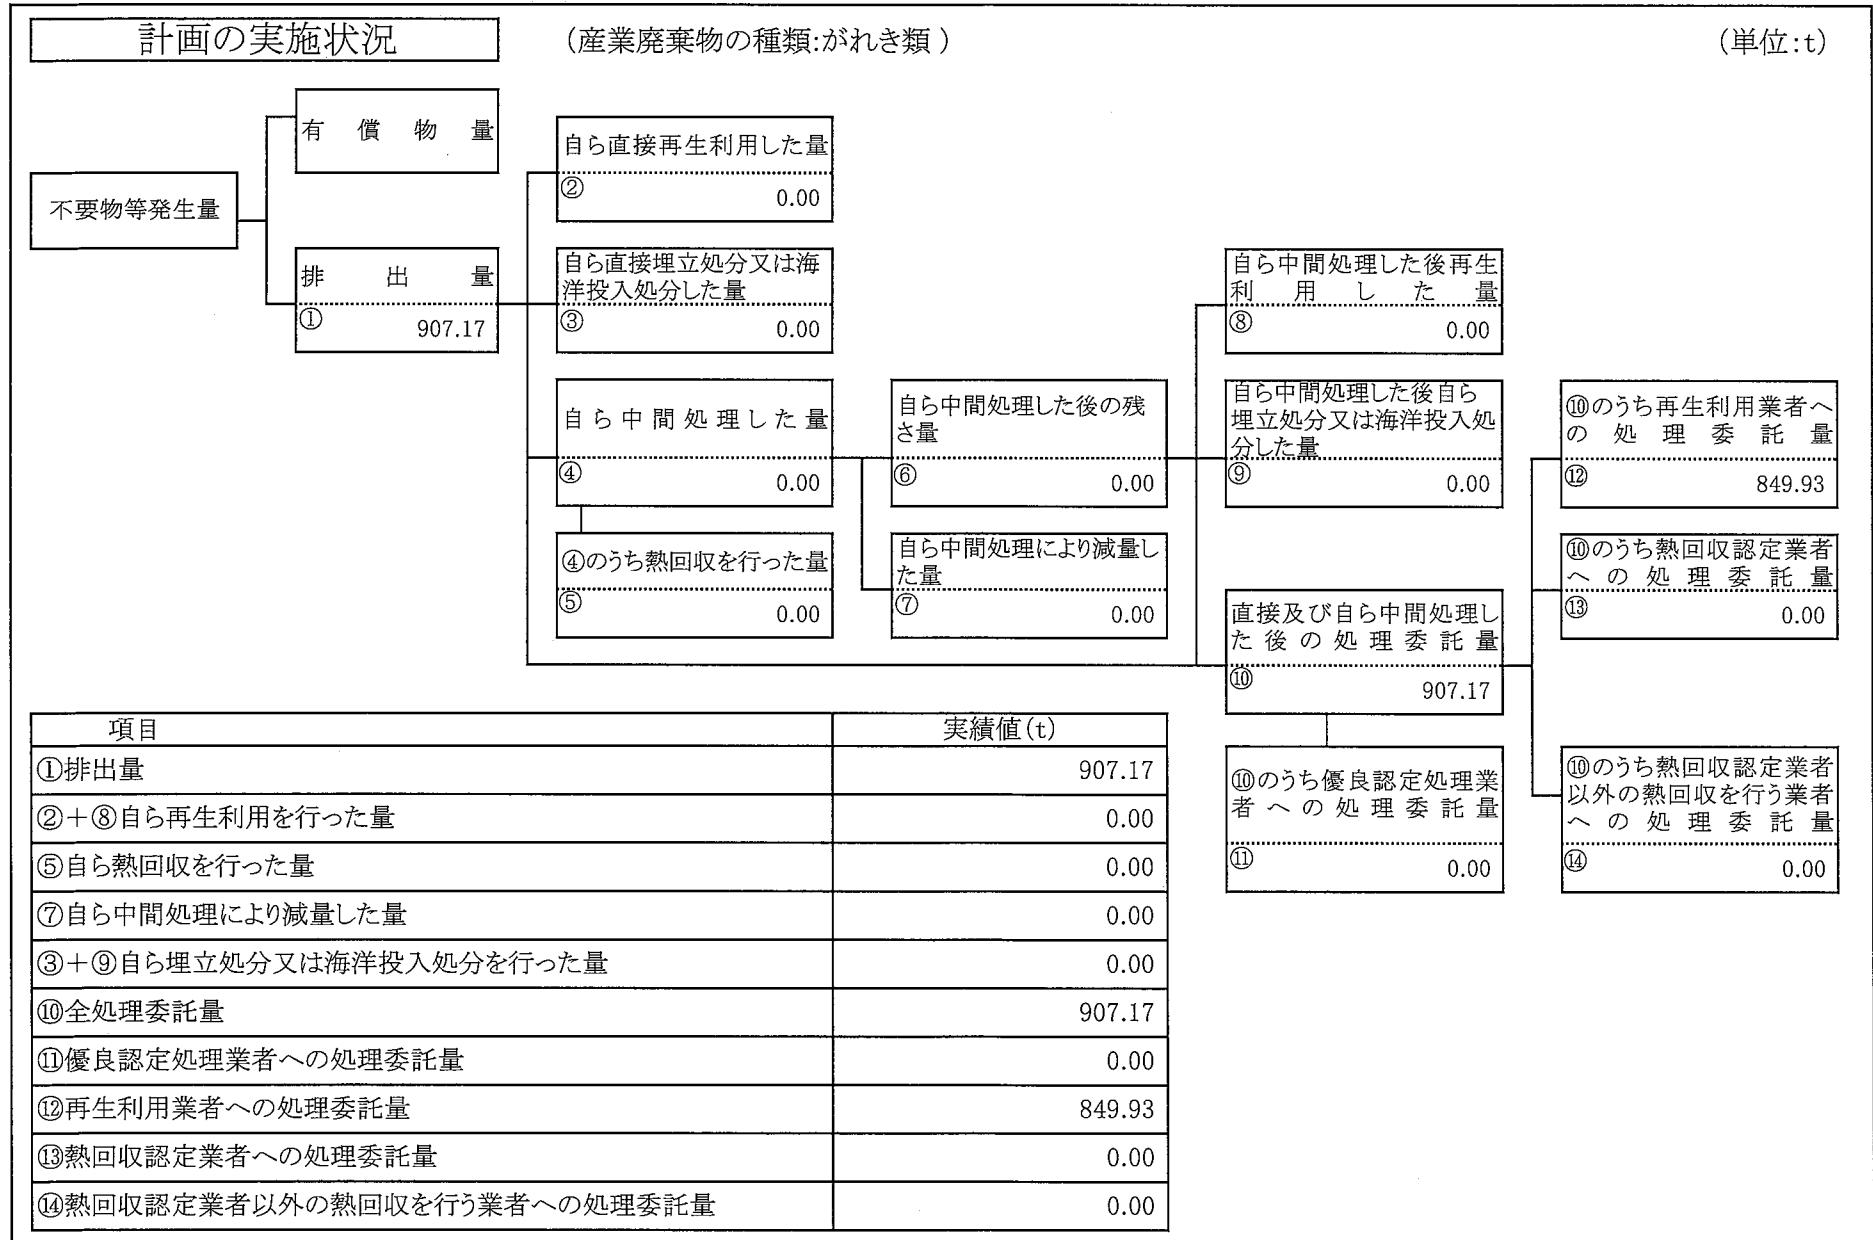 計画の実施状況
(産業廃棄物の種類:がれき類)
(単位:t)
有償物量
不要物等発生量
排出量
①
907.17
自ら直接再生利用した量
②
0.00
自ら直接埋立処分又は海
洋投入処分した量
③
0.00
自ら中間処理した量
④
0.00
④のうち熱回収を行った量
⑤
0.00
自ら中間処理した後の残
さ量
⑥
0.00
自ら中間処理により減量し
た量
⑦
0.00
自ら中間処理した後再生
利用した量
⑧
0.00
自ら中間処理した後自ら
埋立処分又は海洋投入処
分した量
⑨
0.00
直接及び自ら中間処理し
た後の処理委託量
⑩
907.17
⑩のうち優良認定処理業
者への処理委託量
⑪
0.00
⑩のうち再生利用業者へ
の処理委託量
⑫
849.93
⑩のうち熱回収認定業者
への処理委託量
⑬
0.00
⑩のうち熱回収認定業者
以外の熱回収を行う業者
への処理委託量
⑭
0.00
項目 実績値(t)
①排出量 907.17
②+⑧自ら再生利用を行った量 0.00
⑤自ら熱回収を行った量 0.00
⑦自ら中間処理により減量した量 0.00
③+⑨自ら埋立処分又は海洋投入処分を行った量 0.00
⑩全処理委託量 907.17
⑪優良認定処理業者への処理委託量 0.00
⑫再生利用業者への処理委託量 849.93
⑬熱回収認定業者への処理委託量 0.00
⑭熱回収認定業者以外の熱回収を行う業者への処理委託量 0.00